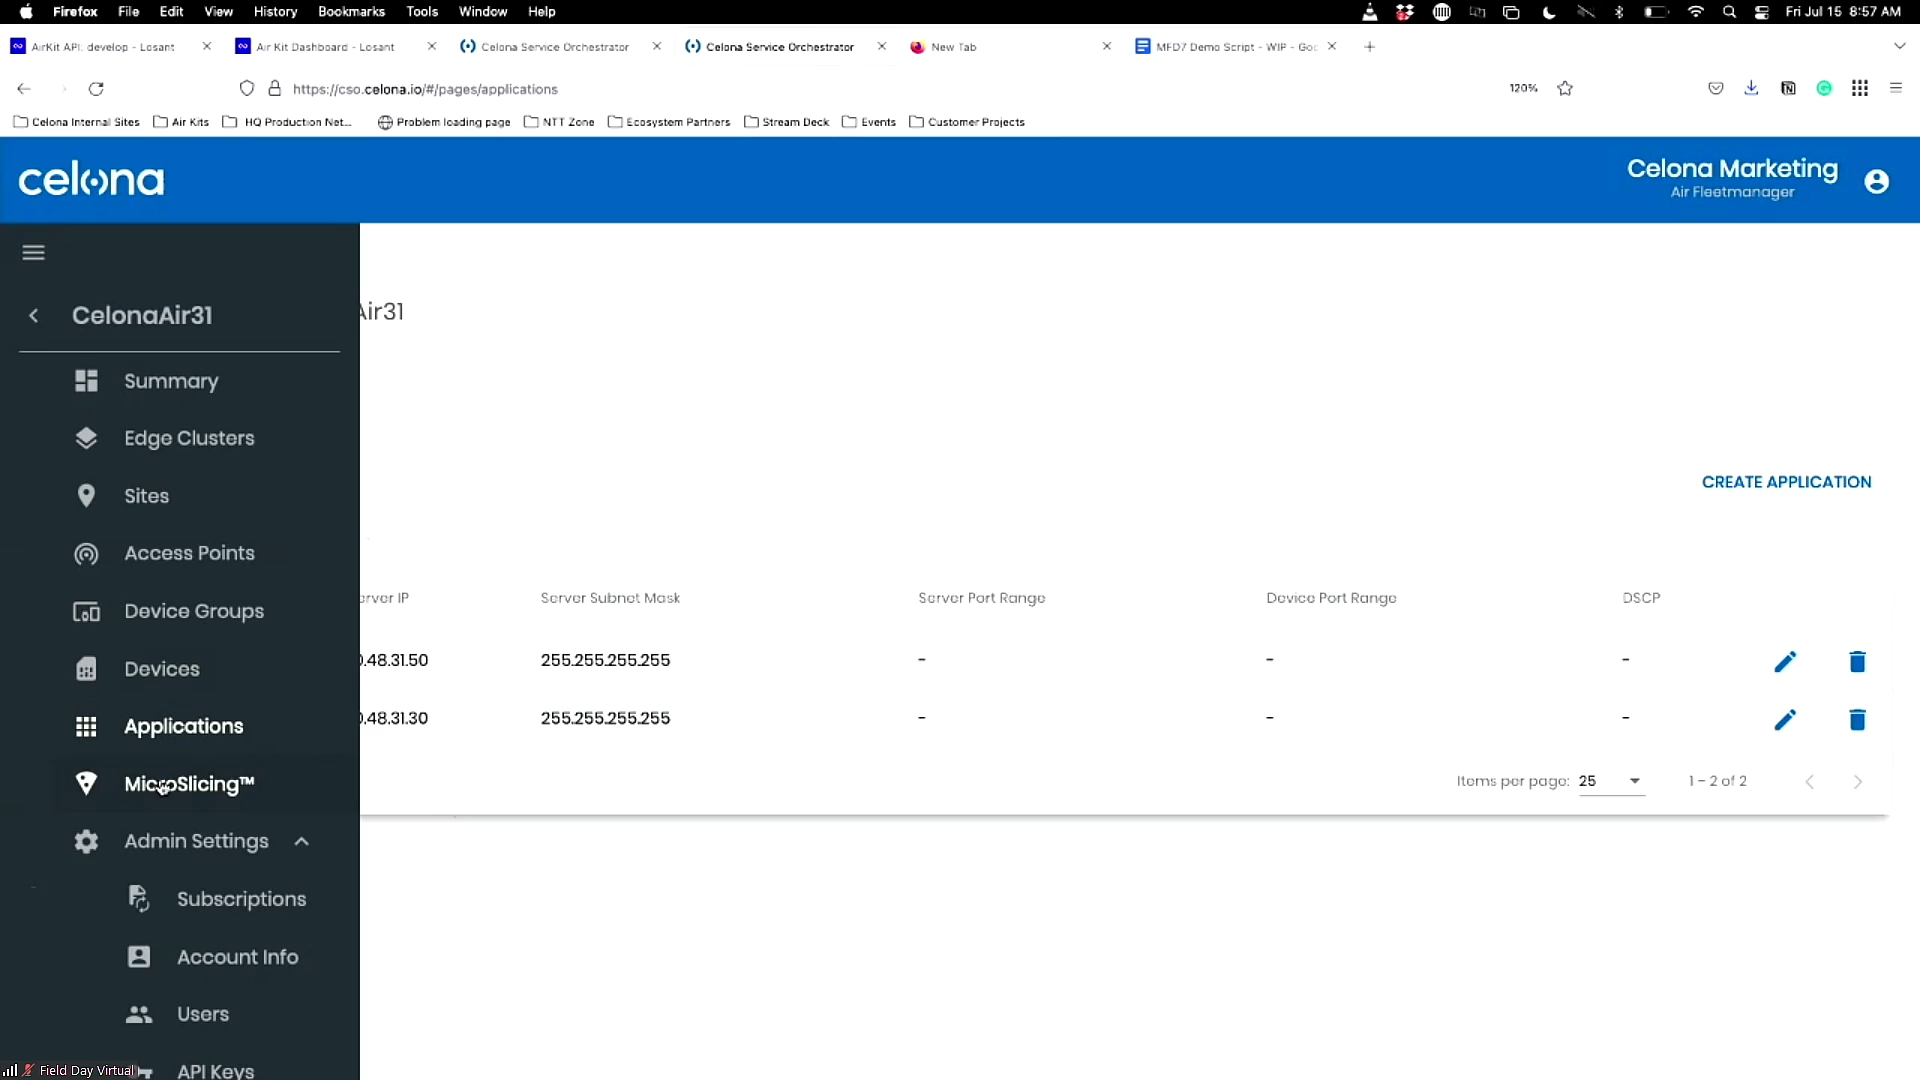 Firefox File Edit View History Bookmarks Tools Window Help Fri Jul 15 8:57 AM
AirKit API: develop - Losant Air Kit Dashboard - Losant Celona Service Orchestrator Celona Service Orchestrator New Tab MFD7 Demo Script - WIP - Goo
https://cso.celona.io/#/pages/applications 120%
Celona Internal Sites Air Kits HQ Production Net... Problem loading page NTT Zone Ecosystem Partners Stream Deck Events Customer Projects
celona
Celona Marketing
Air Fleetmanager
CelonaAir31
Air31
Summary
Edge Clusters
Sites
CREATE APPLICATION
Access Points
Device Groups
erver IP Server Subnet Mask Server Port Range Device Port Range DSCP
Devices
0.48.31.50 255.255.255.255 - - -
Applications
0.48.31.30 255.255.255.255 - - -
MicroSlicing™
Items per page: 25 1 – 2 of 2
Admin Settings
Subscriptions
Account Info
Users
API Keys
Field Day Virtual